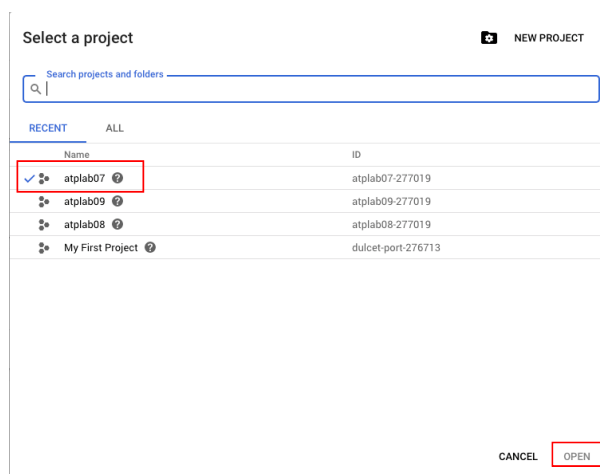 Select a project
NEW PROJECT
Search projects and folders
RECENT ALL
Name ID
atplab07 atplab07-277019
atplab09 atplab09-277019
atplab08 atplab08-277019
My First Project dulcet-port-276713
CANCEL OPEN